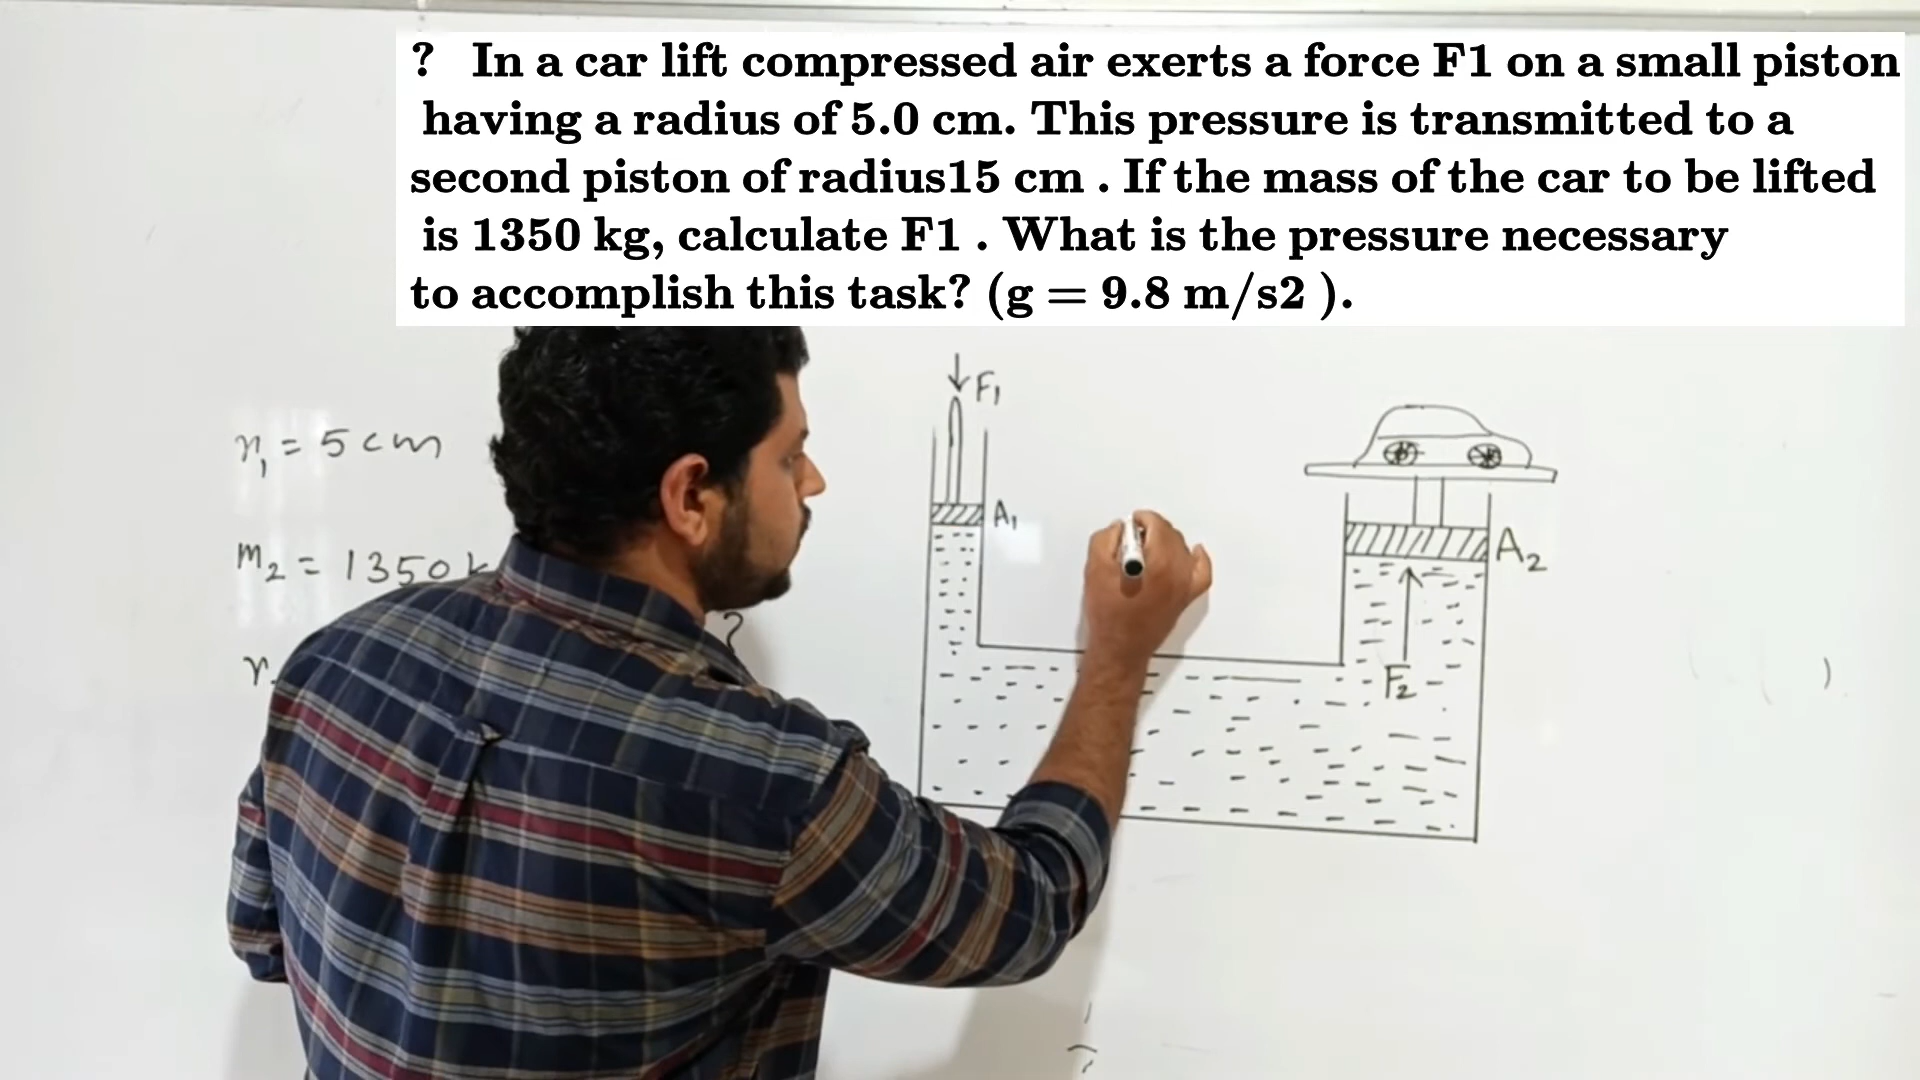 ? In a car lift compressed air exerts a force F1 on a small piston
having a radius of 5.0 cm. This pressure is transmitted to a
second piston of radius15 cm . If the mass of the car to be lifted
is 1350 kg, calculate F1 . What is the pressure necessary
to accomplish this task? (g = 9.8 m/s2 ).
F₁
r₁ = 5 cm
A₁
A₂
m₂ = 1350 k
?
r
F₂